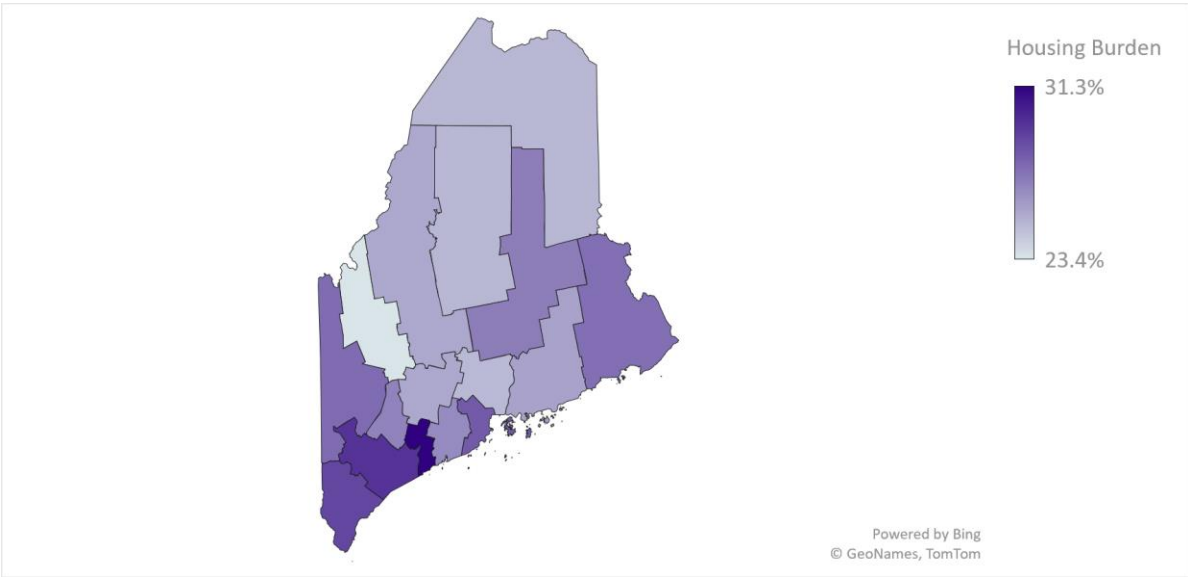 Housing Burden
31.3%
23.4%
Powered by Bing
© GeoNames, TomTom